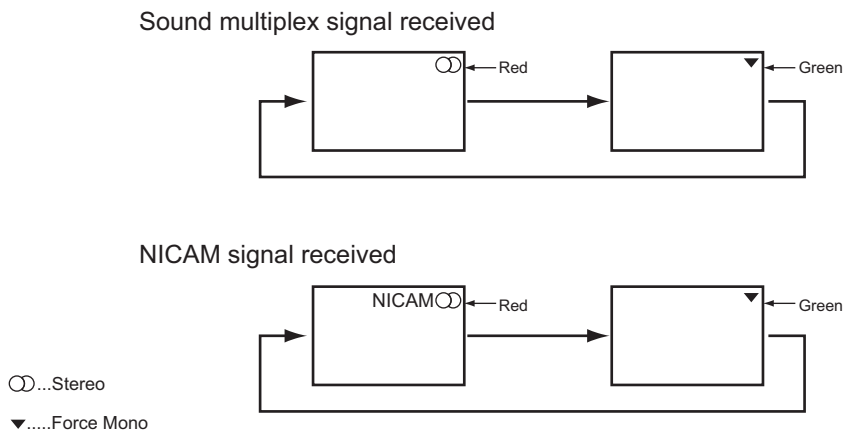 Sound multiplex signal received
Red
Green
NICAM signal received
NICAM
Red
Green
...Stereo
.....Force Mono